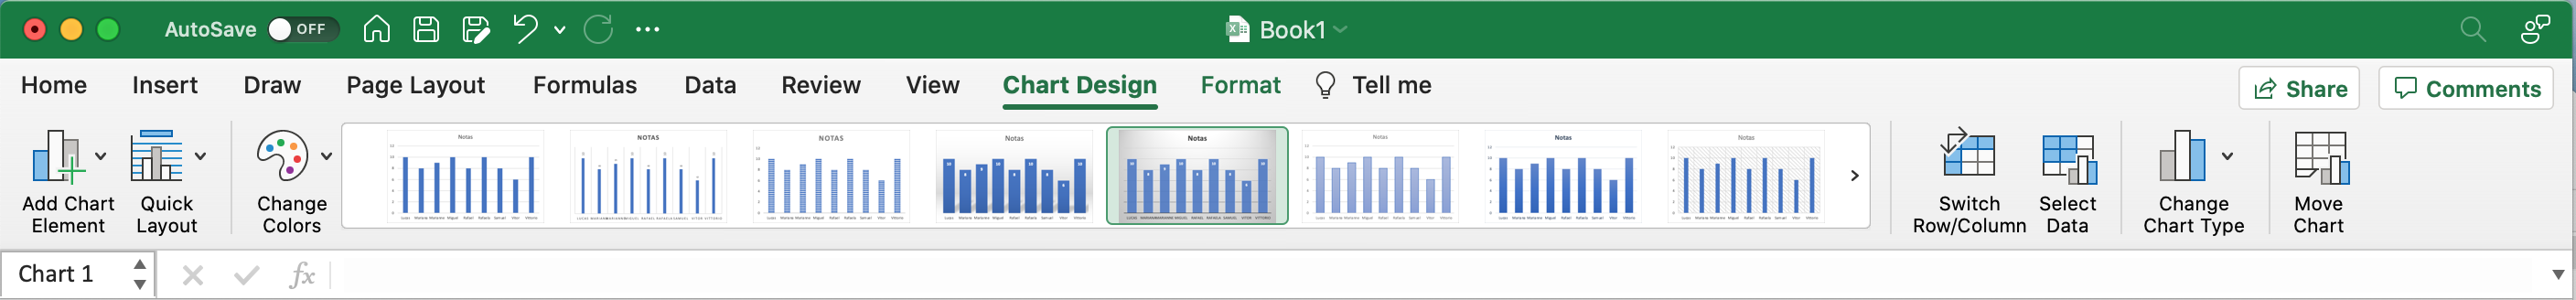 AutoSave OFF Book1
Home Insert Draw Page Layout Formulas Data Review View Chart Design Format Tell me Share Comments
Notas NOTAS NOTAS Notas Notas Notas Notas Notas
Add Chart Element
Quick Layout
Change Colors
Switch Row/Column
Select Data
Change Chart Type
Move Chart
Chart 1 fx